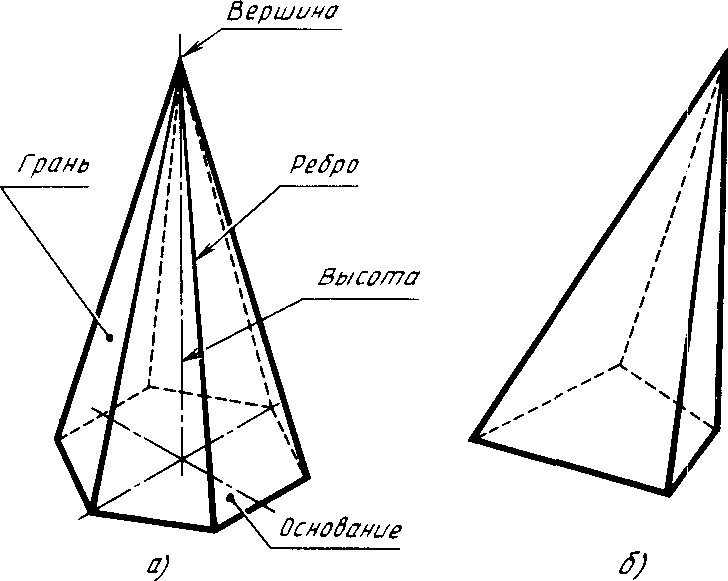 Вершина
Грань
Ребро
Высота
Основание
а)
б)